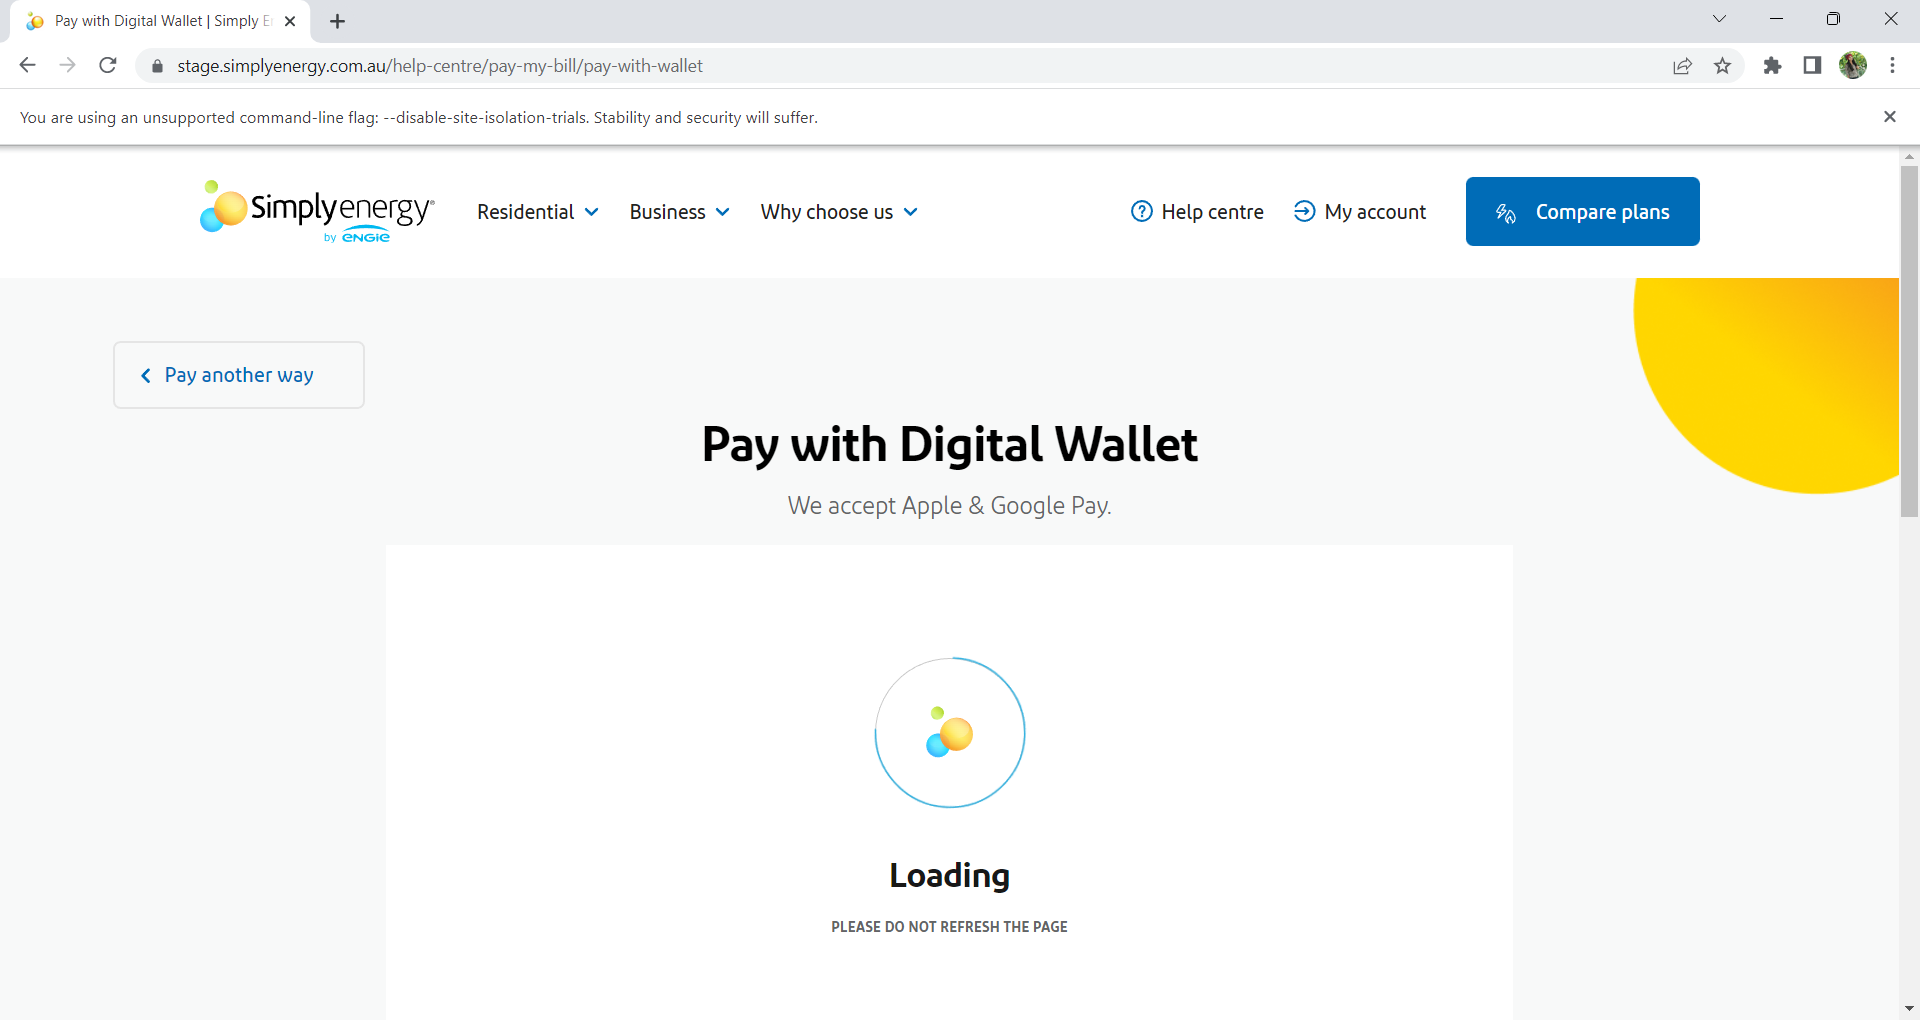 Pay with Digital Wallet | Simply E
stage.simplyenergy.com.au/help-centre/pay-my-bill/pay-with-wallet
You are using an unsupported command-line flag: --disable-site-isolation-trials. Stability and security will suffer.
Simplyenergy®
by ENGIE
Residential
Business
Why choose us
Help centre
My account
Compare plans
Pay another way
Pay with Digital Wallet
We accept Apple & Google Pay.
Loading
PLEASE DO NOT REFRESH THE PAGE